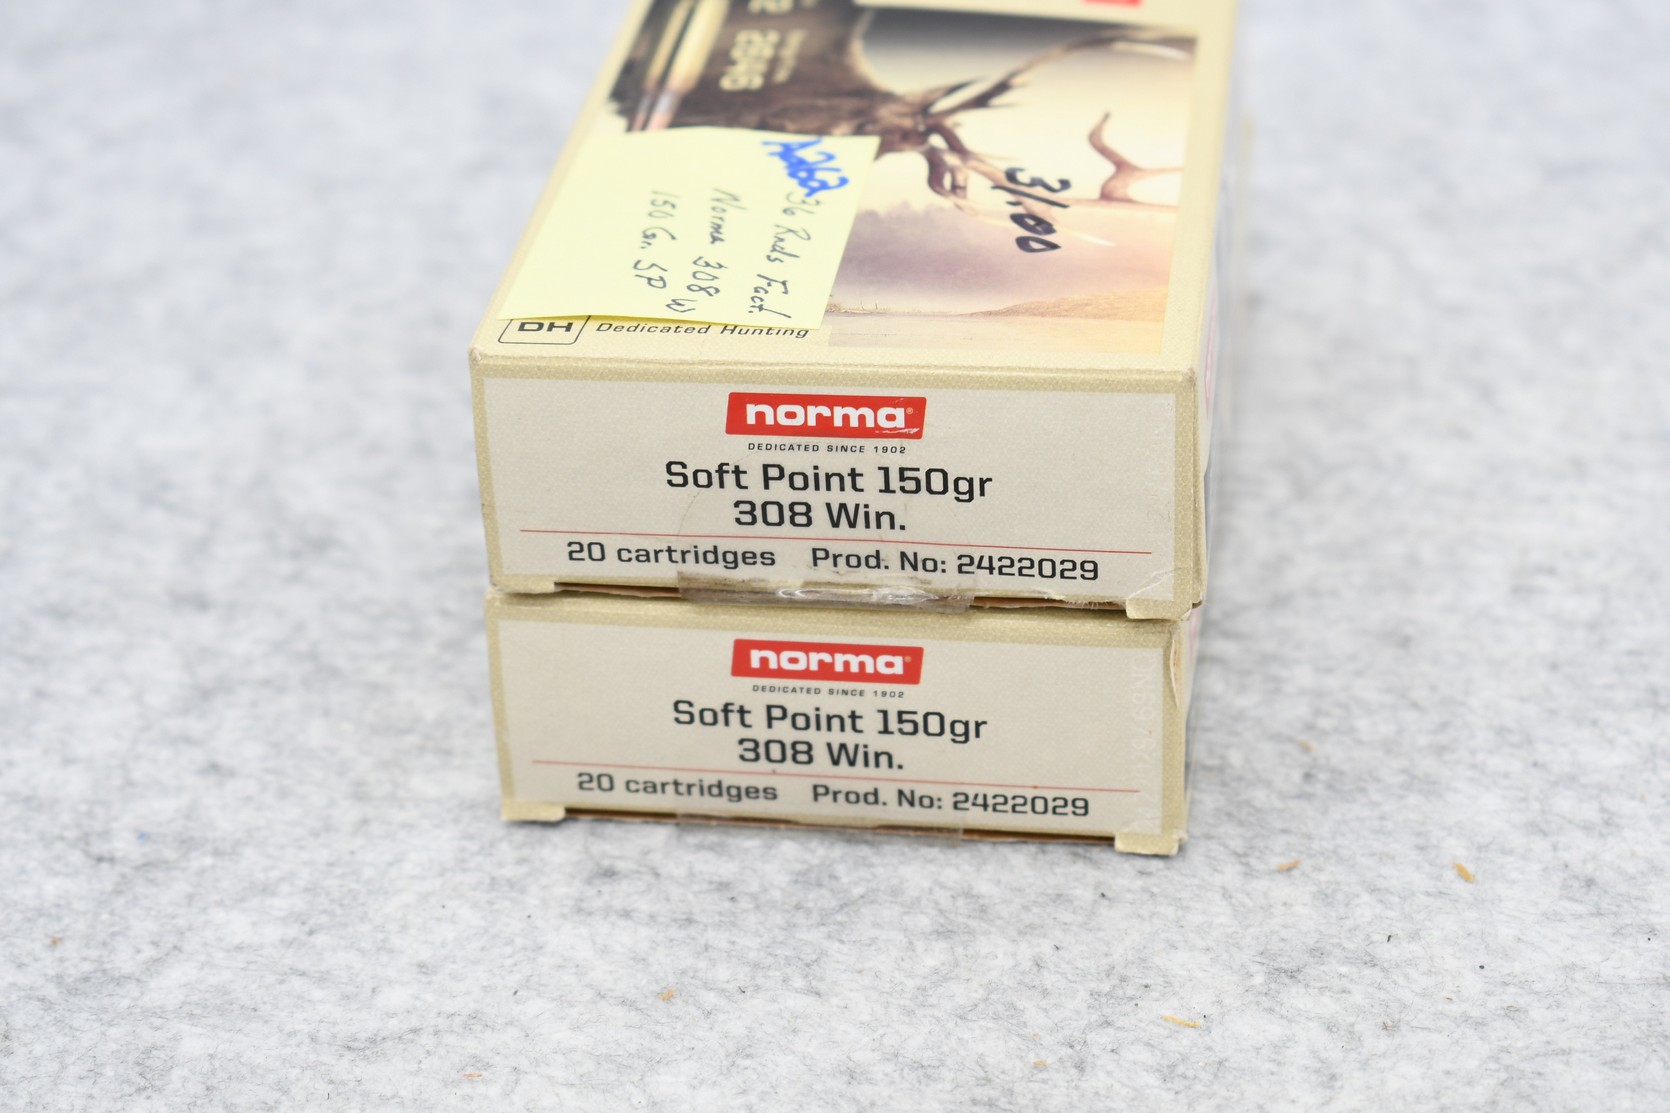 A262
36 Rnds Fact.
Norma 308 W
150 Gr. SP
31.00
DH Dedicated Hunting
norma®
DEDICATED SINCE 1902
Soft Point 150gr
308 Win.
20 cartridges Prod. No: 2422029
norma®
DEDICATED SINCE 1902
Soft Point 150gr
308 Win.
20 cartridges Prod. No: 2422029